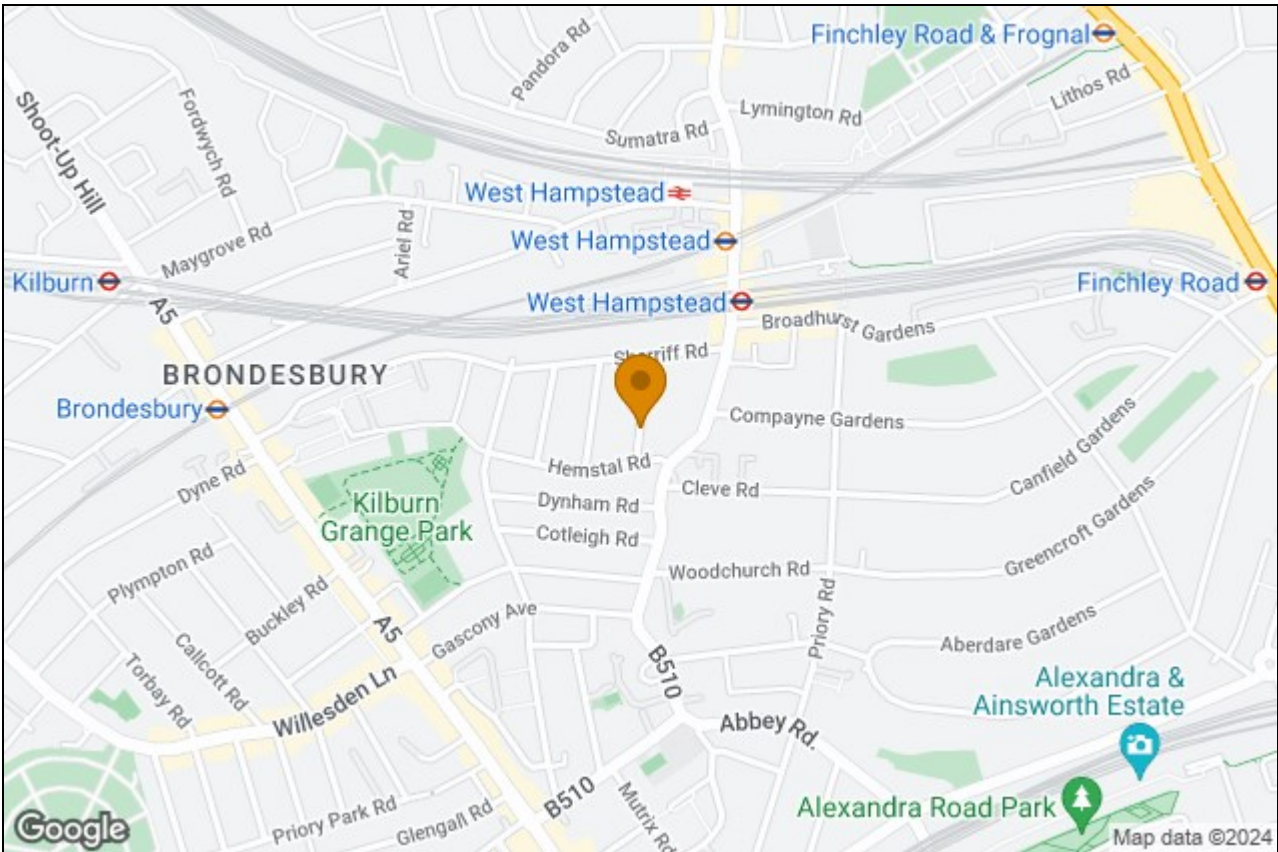 Finchley Road & Frognal
Pandora Rd
Lithos Rd
Lymington Rd
Shoot-Up Hill
Fordwych Rd
Sumatra Rd
West Hampstead
Ariel Rd
West Hampstead
Maygrove Rd
Kilburn
Finchley Road
West Hampstead
A5
Broadhurst Gardens
Sherriff Rd
BRONDESBURY
Brondesbury
Compayne Gardens
Canfield Gardens
Hemstal Rd
Dyne Rd
Cleve Rd
Kilburn
Grange Park
Dynham Rd
Greencroft Gardens
Cotleigh Rd
Plympton Rd
Woodchurch Rd
Buckley Rd
Priory Rd
A5
Gascony Ave
Aberdare Gardens
Callcott Rd
B510
Torbay Rd
Alexandra &
Ainsworth Estate
Willesden Ln
Abbey Rd.
B510
Mutrix Rd
Priory Park Rd
Glengall Rd
Alexandra Road Park
Google
Map data ©2024